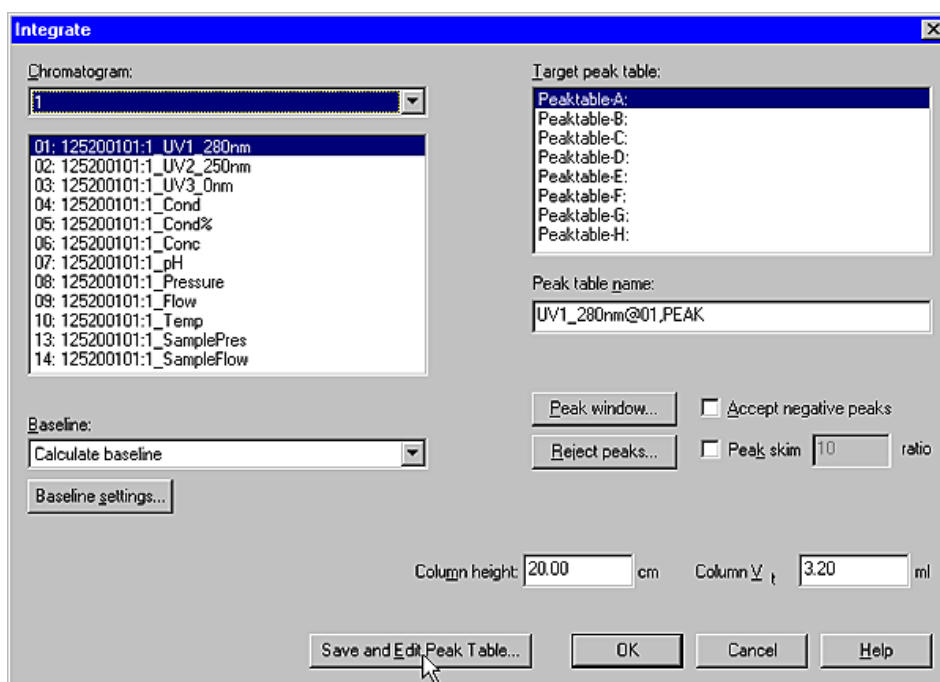 Integrate
Chromatogram:
1
01: 125200101:1_UV1_280nm
02: 125200101:1_UV2_250nm
03: 125200101:1_UV3_0nm
04: 125200101:1_Cond
05: 125200101:1_Cond%
06: 125200101:1_Conc
07: 125200101:1_pH
08: 125200101:1_Pressure
09: 125200101:1_Flow
10: 125200101:1_Temp
13: 125200101:1_SamplePres
14: 125200101:1_SampleFlow
Baseline:
Calculate baseline
Baseline settings...
Target peak table:
Peaktable-A:
Peaktable-B:
Peaktable-C:
Peaktable-D:
Peaktable-E:
Peaktable-F:
Peaktable-G:
Peaktable-H:
Peak table name:
UV1_280nm@01,PEAK
Peak window... Accept negative peaks
Reject peaks... Peak skim 10 ratio
Column height: 20.00 cm Column V t 3.20 ml
Save and Edit Peak Table... OK Cancel Help